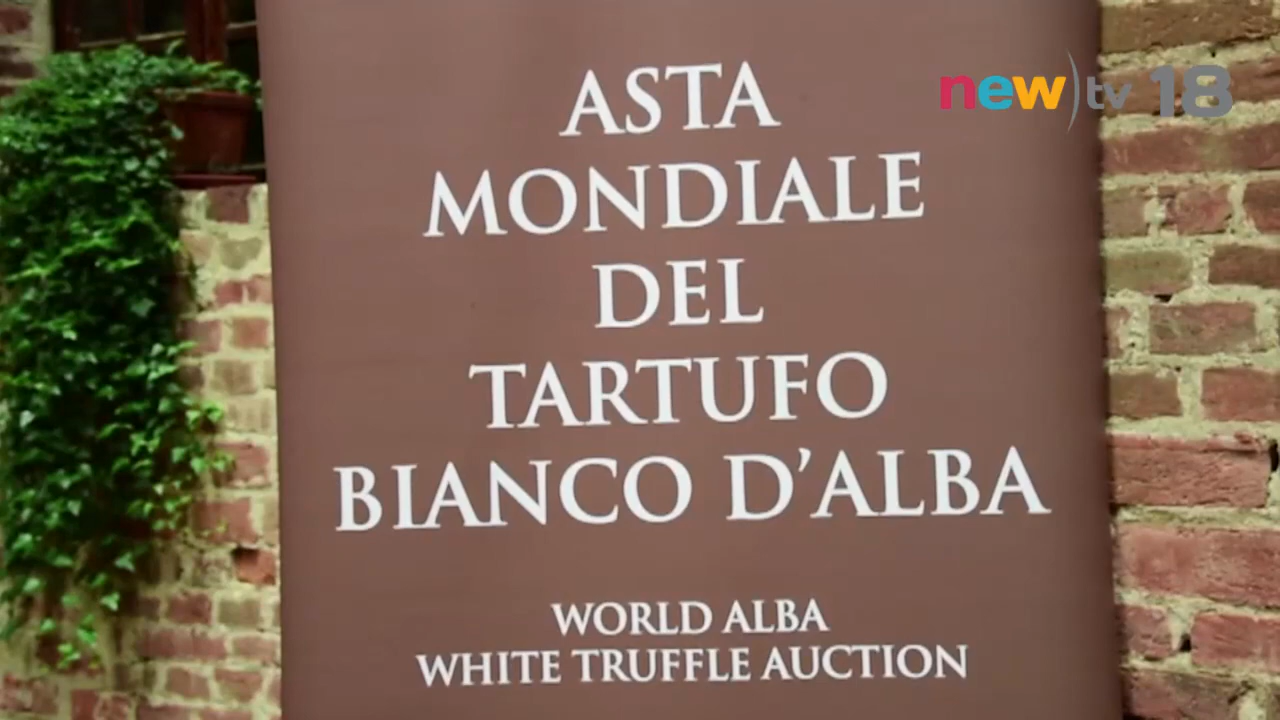 new tv 18
ASTA
MONDIALE
DEL
TARTUFO
BIANCO D'ALBA
WORLD ALBA
WHITE TRUFFLE AUCTION